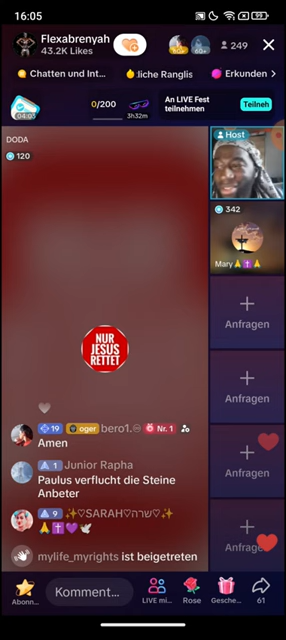 16:05
99
Flexabrenyah
43.2K Likes
60+
249
Chatten und Int...
:liche Ranglis
Erkunden >
04:03
0/200
3h32m
An LIVE Fest
teilnehmen
Teilneh
DODA
120
Host
342
Mary
NUR
JESUS
RETTET
Anfragen
Anfragen
Anfragen
Anfragen
19 oger bero1. Nr. 1
Amen
1 Junior Rapha
Paulus verflucht die Steine
Anbeter
9 ✨♡SARAH♡שרה✨
mylife_myrights ist beigetreten
Abonn...
Komment...
LIVE mi...
Rose
Gesche...
61